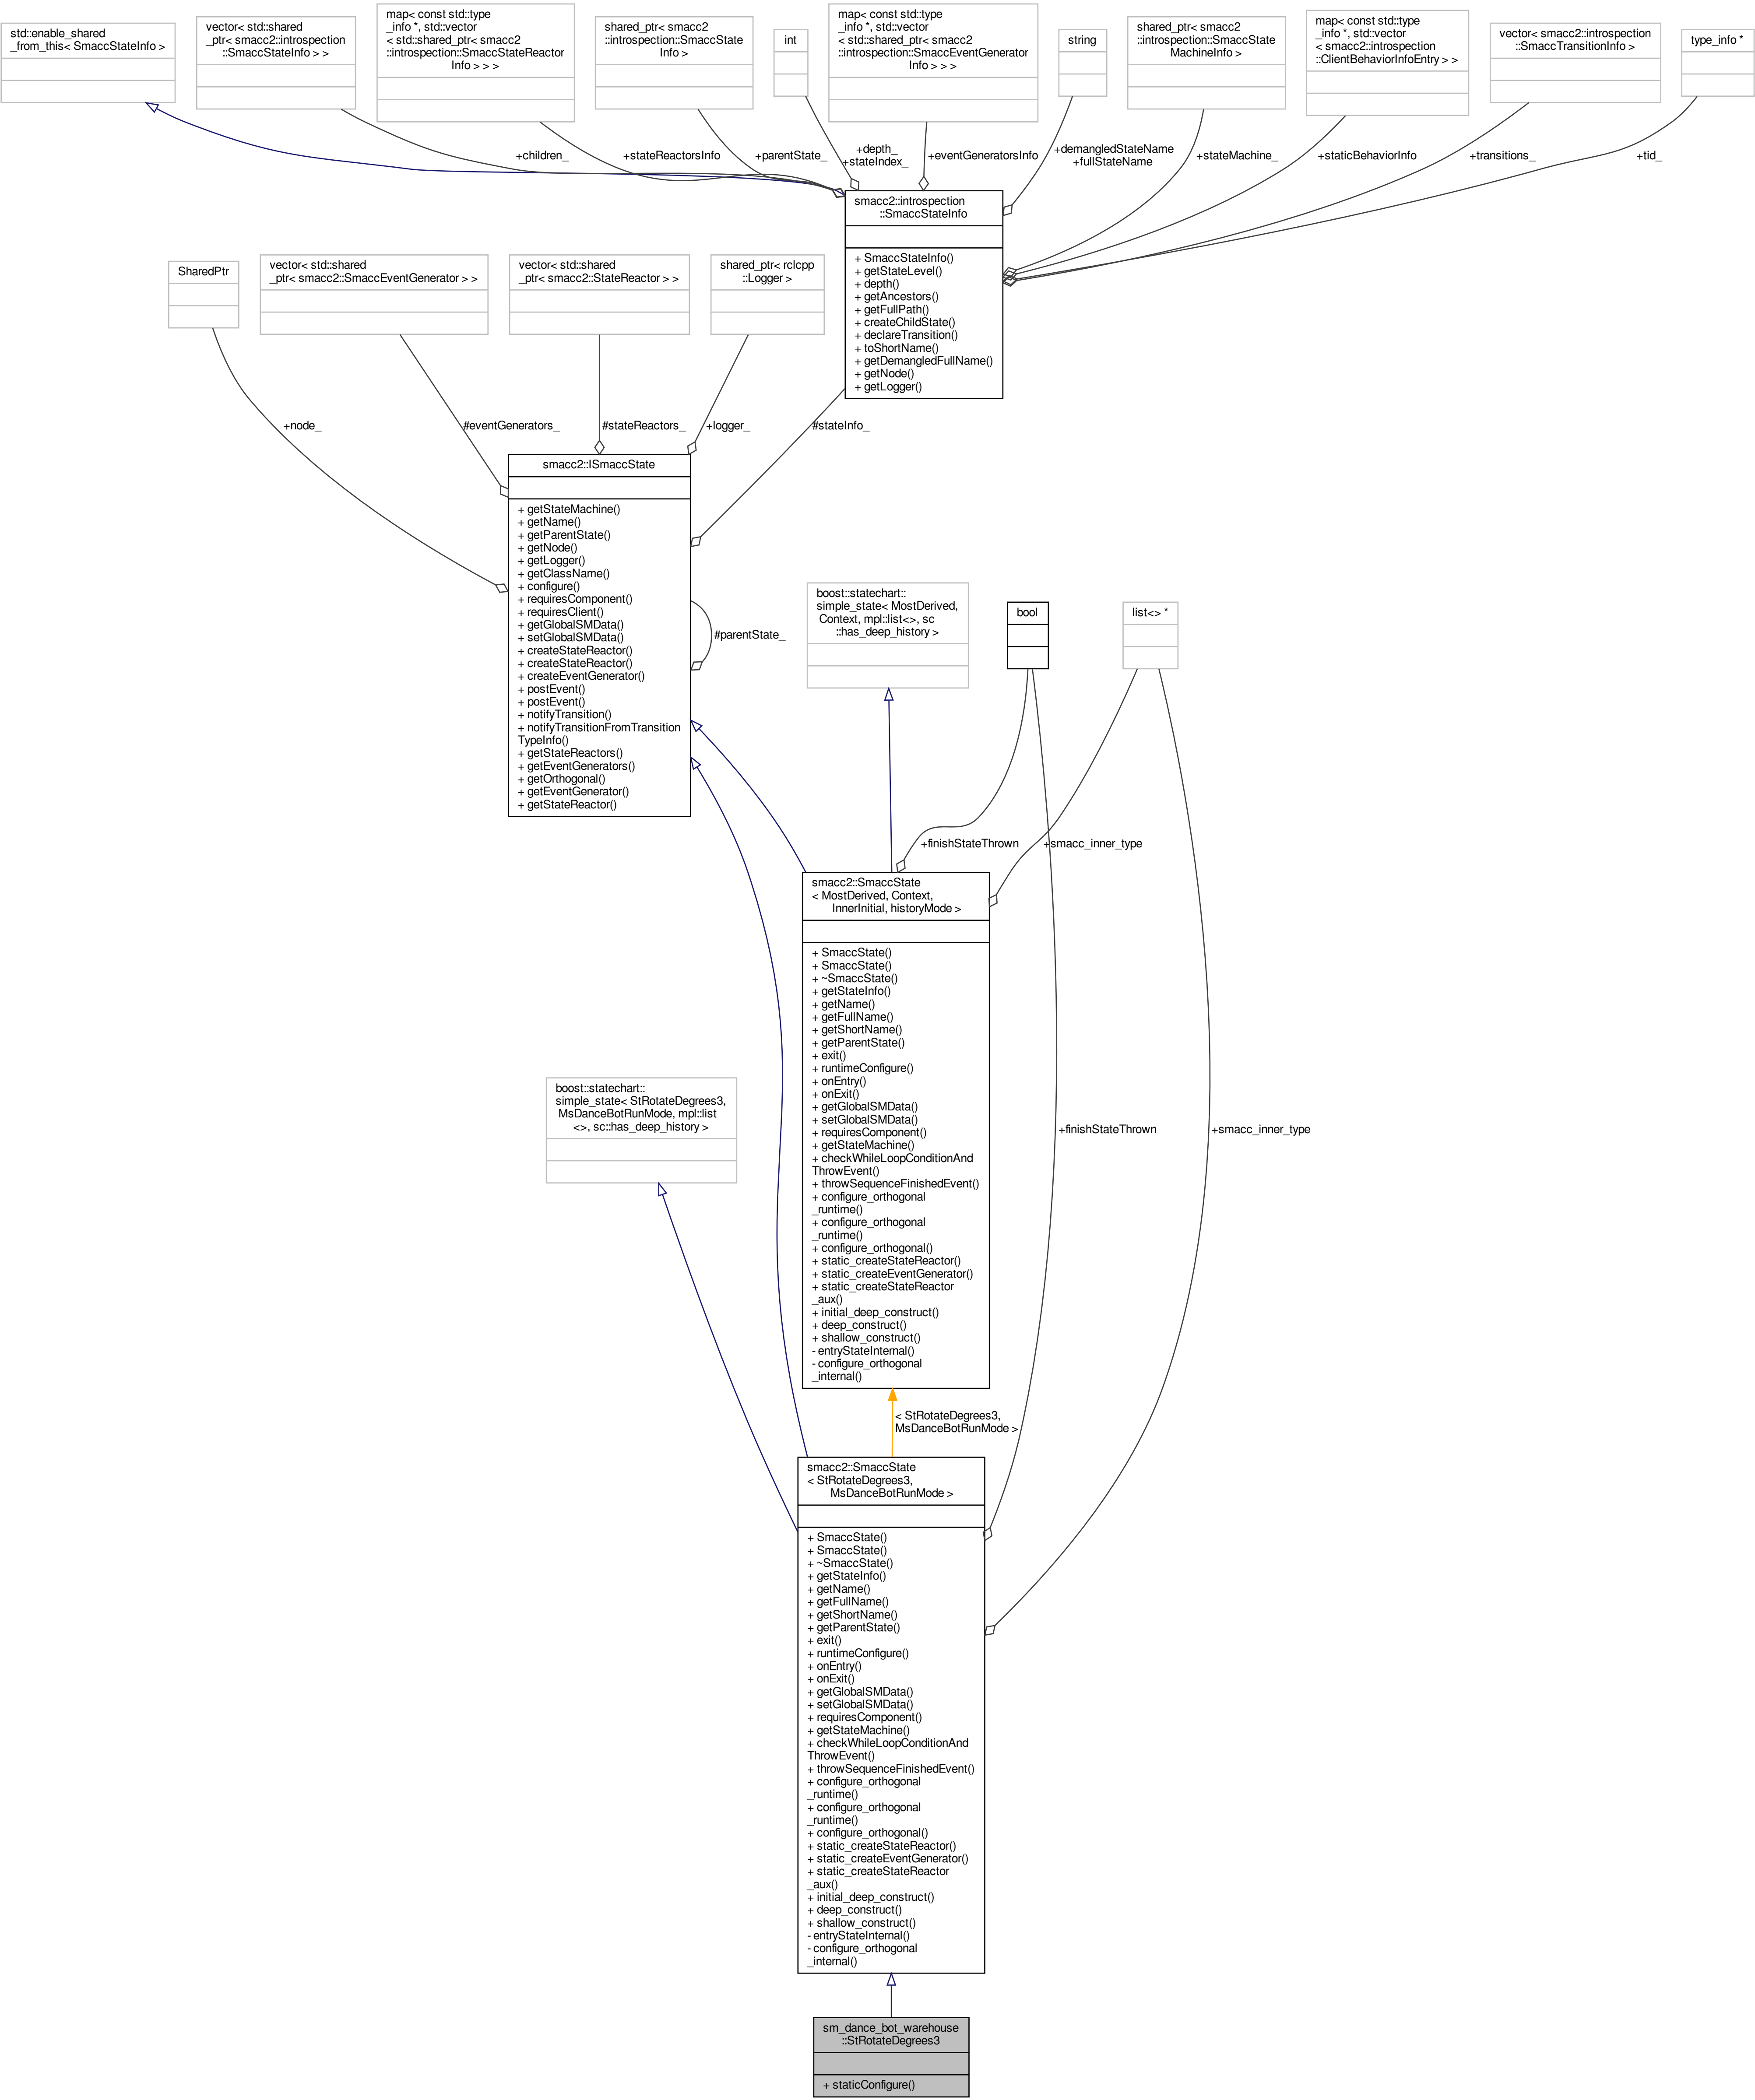 std::enable_shared
_from_this< SmaccStateInfo >
vector< std::shared
_ptr< smacc2::introspection
::SmaccStateInfo > >
map< const std::type
_info *, std::vector
< std::shared_ptr< smacc2
::introspection::SmaccStateReactor
Info > > >
shared_ptr< smacc2
::introspection::SmaccState
Info >
int
map< const std::type
_info *, std::vector
< std::shared_ptr< smacc2
::introspection::SmaccEventGenerator
Info > > >
string
shared_ptr< smacc2
::introspection::SmaccState
MachineInfo >
map< const std::type
_info *, std::vector
< smacc2::introspection
::ClientBehaviorInfoEntry > >
vector< smacc2::introspection
::SmaccTransitionInfo >
type_info *
+children_
+stateReactorsInfo
+parentState_
+depth_
+stateIndex_
+eventGeneratorsInfo
+demangledStateName
+fullStateName
+stateMachine_
+staticBehaviorInfo
+transitions_
+tid_
smacc2::introspection
::SmaccStateInfo
+ SmaccStateInfo()
+ getStateLevel()
+ depth()
+ getAncestors()
+ getFullPath()
+ createChildState()
+ declareTransition()
+ toShortName()
+ getDemangledFullName()
+ getNode()
+ getLogger()
SharedPtr
vector< std::shared
_ptr< smacc2::SmaccEventGenerator > >
vector< std::shared
_ptr< smacc2::StateReactor > >
shared_ptr< rclcpp
::Logger >
+node_
#eventGenerators_
#stateReactors_
+logger_
#stateInfo_
smacc2::ISmaccState
+ getStateMachine()
+ getName()
+ getParentState()
+ getNode()
+ getLogger()
+ getClassName()
+ configure()
+ requiresComponent()
+ requiresClient()
+ getGlobalSMData()
+ setGlobalSMData()
+ createStateReactor()
+ createStateReactor()
+ createEventGenerator()
+ postEvent()
+ postEvent()
+ notifyTransition()
+ notifyTransitionFromTransition
TypeInfo()
+ getStateReactors()
+ getEventGenerators()
+ getOrthogonal()
+ getEventGenerator()
+ getStateReactor()
#parentState_
boost::statechart::
simple_state< MostDerived,
Context, mpl::list<>, sc
::has_deep_history >
bool
list<> *
+finishStateThrown
+smacc_inner_type
smacc2::SmaccState
< MostDerived, Context,
InnerInitial, historyMode >
+ SmaccState()
+ SmaccState()
+ ~SmaccState()
+ getStateInfo()
+ getName()
+ getFullName()
+ getShortName()
+ getParentState()
+ exit()
+ runtimeConfigure()
+ onEntry()
+ onExit()
+ getGlobalSMData()
+ setGlobalSMData()
+ requiresComponent()
+ getStateMachine()
+ checkWhileLoopConditionAnd
ThrowEvent()
+ throwSequenceFinishedEvent()
+ configure_orthogonal
_runtime()
+ configure_orthogonal
_runtime()
+ configure_orthogonal()
+ static_createStateReactor()
+ static_createEventGenerator()
+ static_createStateReactor
_aux()
+ initial_deep_construct()
+ deep_construct()
+ shallow_construct()
- entryStateInternal()
- configure_orthogonal
_internal()
boost::statechart::
simple_state< StRotateDegrees3,
MsDanceBotRunMode, mpl::list
<>, sc::has_deep_history >
+finishStateThrown
+smacc_inner_type
< StRotateDegrees3,
MsDanceBotRunMode >
smacc2::SmaccState
< StRotateDegrees3,
MsDanceBotRunMode >
+ SmaccState()
+ SmaccState()
+ ~SmaccState()
+ getStateInfo()
+ getName()
+ getFullName()
+ getShortName()
+ getParentState()
+ exit()
+ runtimeConfigure()
+ onEntry()
+ onExit()
+ getGlobalSMData()
+ setGlobalSMData()
+ requiresComponent()
+ getStateMachine()
+ checkWhileLoopConditionAnd
ThrowEvent()
+ throwSequenceFinishedEvent()
+ configure_orthogonal
_runtime()
+ configure_orthogonal
_runtime()
+ configure_orthogonal()
+ static_createStateReactor()
+ static_createEventGenerator()
+ static_createStateReactor
_aux()
+ initial_deep_construct()
+ deep_construct()
+ shallow_construct()
- entryStateInternal()
- configure_orthogonal
_internal()
sm_dance_bot_warehouse
::StRotateDegrees3
+ staticConfigure()